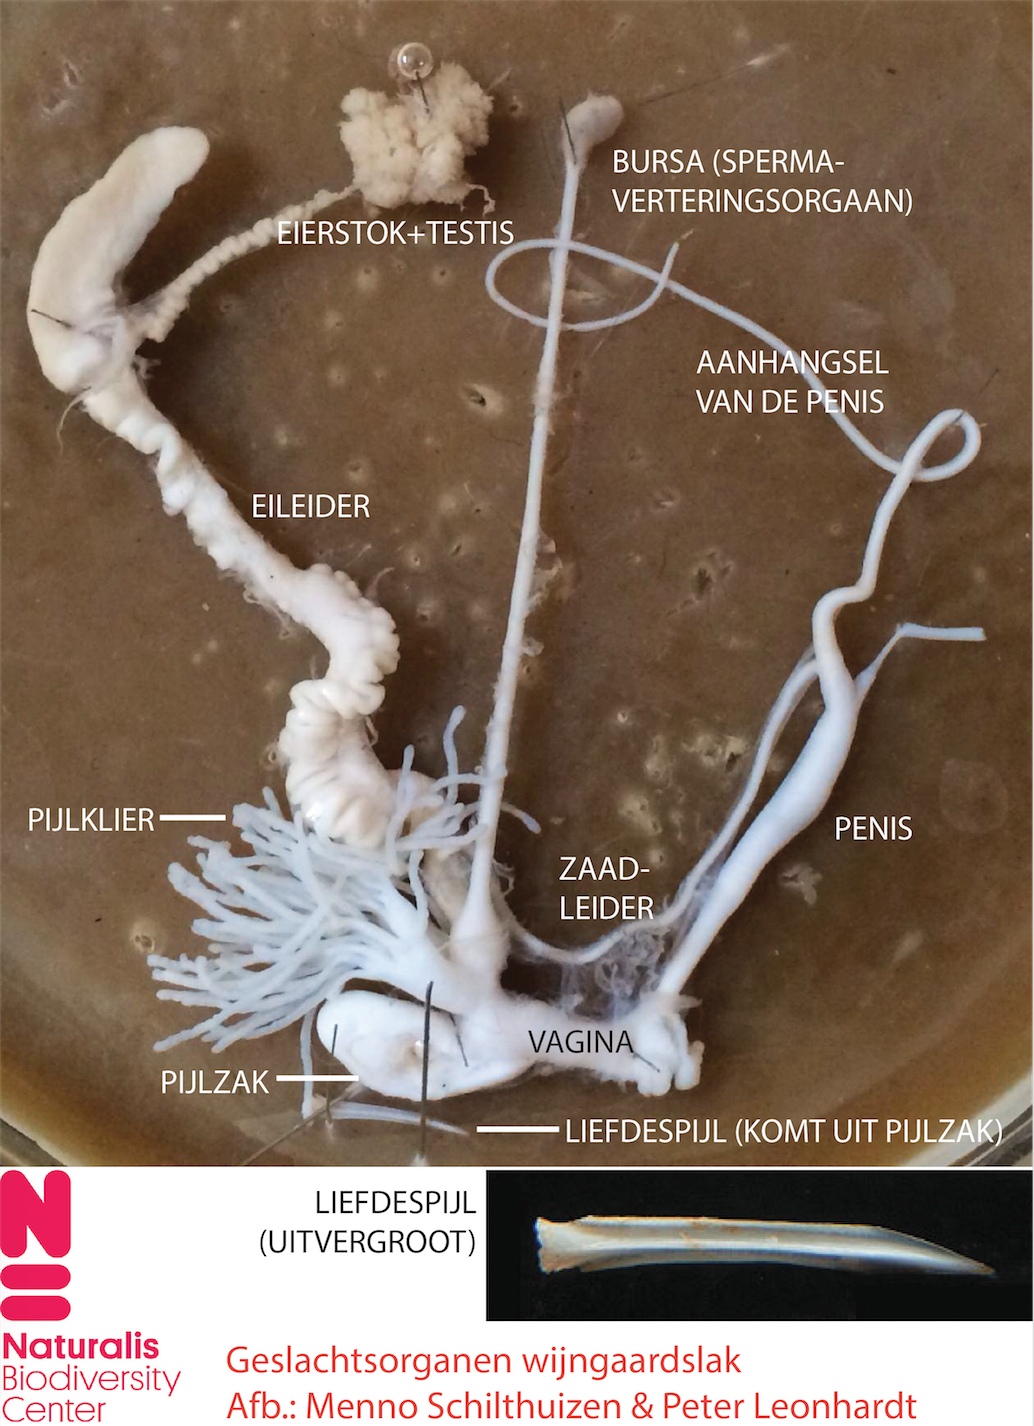 BURSA (SPERMA-
VERTERINGSORGAAN)
EIERSTOK+TESTIS
AANHANGSEL
VAN DE PENIS
EILEIDER
PIJLKLIER
PENIS
ZAAD-
LEIDER
VAGINA
PIJLZAK
LIEFDESPIJL (KOMT UIT PIJLZAK)
LIEFDESPIJL
(UITVERGROOT)
Naturalis
Biodiversity
Center
Geslachtsorganen wijngaardslak
Afb.: Menno Schilthuizen & Peter Leonhardt